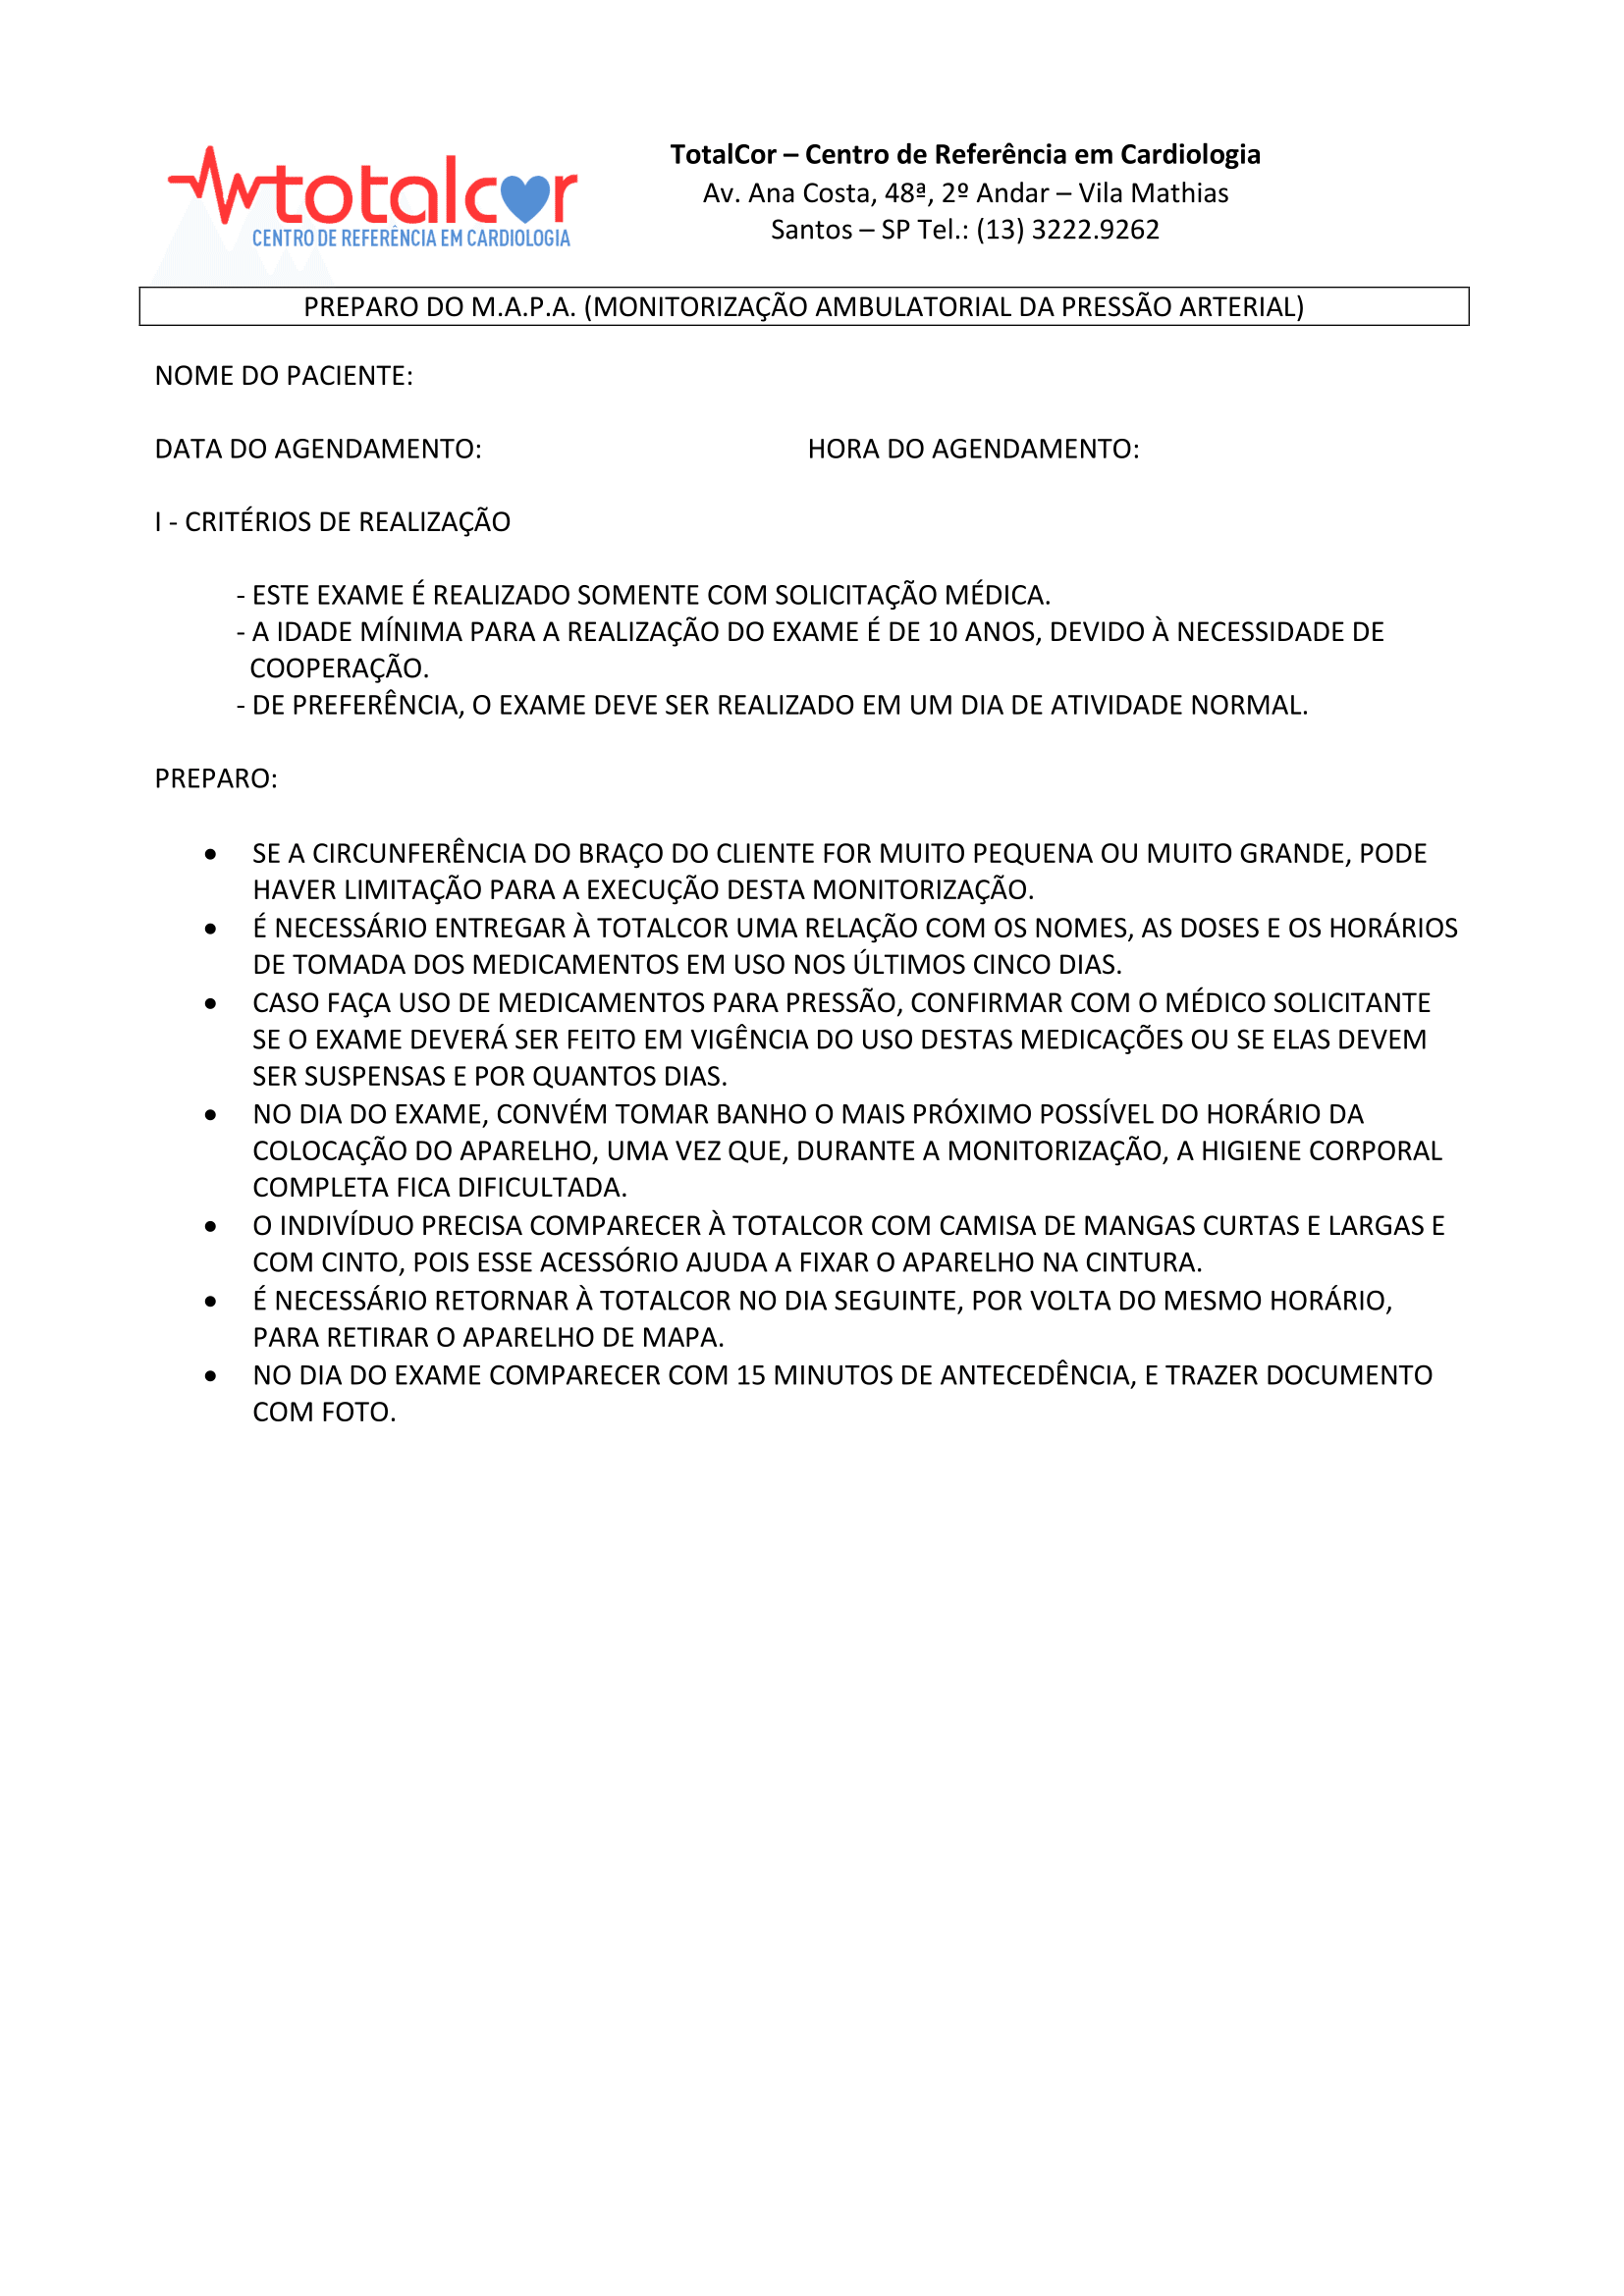 totalcor
CENTRO DE REFERÊNCIA EM CARDIOLOGIA
TotalCor – Centro de Referência em Cardiologia
Av. Ana Costa, 48ª, 2º Andar – Vila Mathias
Santos – SP Tel.: (13) 3222.9262
PREPARO DO M.A.P.A. (MONITORIZAÇÃO AMBULATORIAL DA PRESSÃO ARTERIAL)
NOME DO PACIENTE:
DATA DO AGENDAMENTO: HORA DO AGENDAMENTO:
I - CRITÉRIOS DE REALIZAÇÃO
- ESTE EXAME É REALIZADO SOMENTE COM SOLICITAÇÃO MÉDICA.
- A IDADE MÍNIMA PARA A REALIZAÇÃO DO EXAME É DE 10 ANOS, DEVIDO À NECESSIDADE DE
COOPERAÇÃO.
- DE PREFERÊNCIA, O EXAME DEVE SER REALIZADO EM UM DIA DE ATIVIDADE NORMAL.
PREPARO:
• SE A CIRCUNFERÊNCIA DO BRAÇO DO CLIENTE FOR MUITO PEQUENA OU MUITO GRANDE, PODE
HAVER LIMITAÇÃO PARA A EXECUÇÃO DESTA MONITORIZAÇÃO.
• É NECESSÁRIO ENTREGAR À TOTALCOR UMA RELAÇÃO COM OS NOMES, AS DOSES E OS HORÁRIOS
DE TOMADA DOS MEDICAMENTOS EM USO NOS ÚLTIMOS CINCO DIAS.
• CASO FAÇA USO DE MEDICAMENTOS PARA PRESSÃO, CONFIRMAR COM O MÉDICO SOLICITANTE
SE O EXAME DEVERÁ SER FEITO EM VIGÊNCIA DO USO DESTAS MEDICAÇÕES OU SE ELAS DEVEM
SER SUSPENSAS E POR QUANTOS DIAS.
• NO DIA DO EXAME, CONVÉM TOMAR BANHO O MAIS PRÓXIMO POSSÍVEL DO HORÁRIO DA
COLOCAÇÃO DO APARELHO, UMA VEZ QUE, DURANTE A MONITORIZAÇÃO, A HIGIENE CORPORAL
COMPLETA FICA DIFICULTADA.
• O INDIVÍDUO PRECISA COMPARECER À TOTALCOR COM CAMISA DE MANGAS CURTAS E LARGAS E
COM CINTO, POIS ESSE ACESSÓRIO AJUDA A FIXAR O APARELHO NA CINTURA.
• É NECESSÁRIO RETORNAR À TOTALCOR NO DIA SEGUINTE, POR VOLTA DO MESMO HORÁRIO,
PARA RETIRAR O APARELHO DE MAPA.
• NO DIA DO EXAME COMPARECER COM 15 MINUTOS DE ANTECEDÊNCIA, E TRAZER DOCUMENTO
COM FOTO.